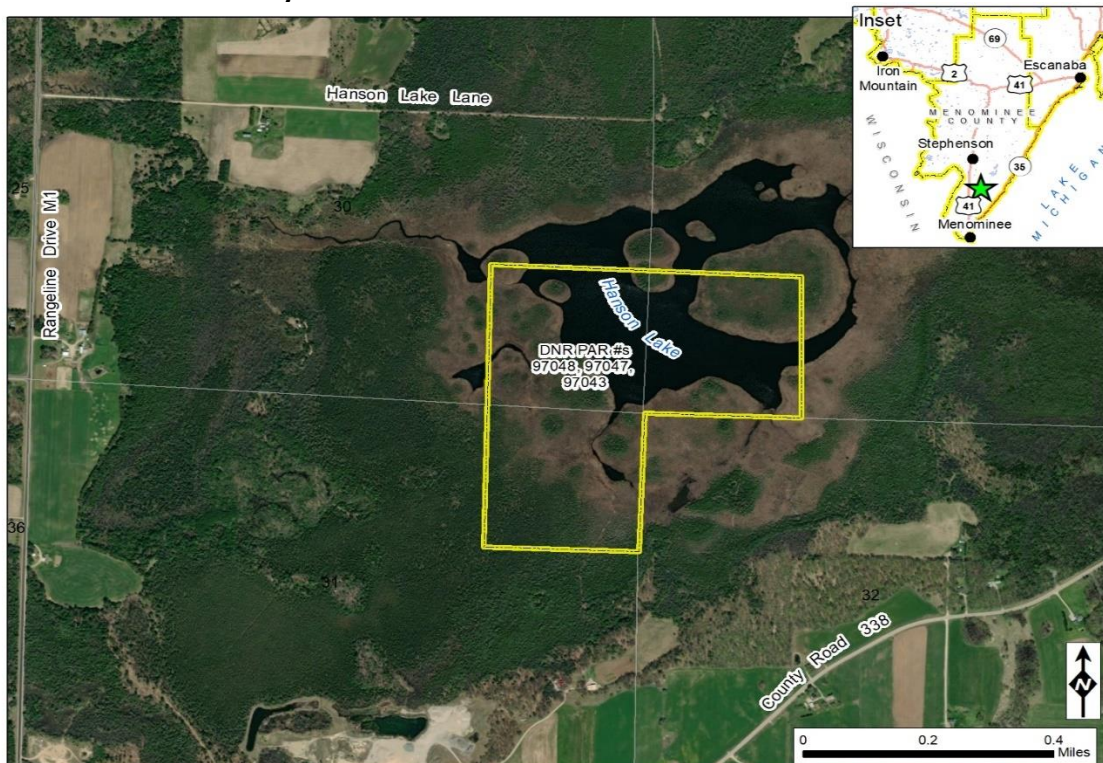 Inset
69
Escanaba
Iron
Mountain
2
41
MENOMINEE
COUNTY
Stephenson
WISCONSIN
35
LAKE
MICHIGAN
41
Menominee
Hanson Lake Lane
25
30
Rangeline Drive M1
Hanson Lake
DNR PAR #s
97048, 97047,
97043
36
31
32
County Road 338
N
0 0.2 0.4
Miles